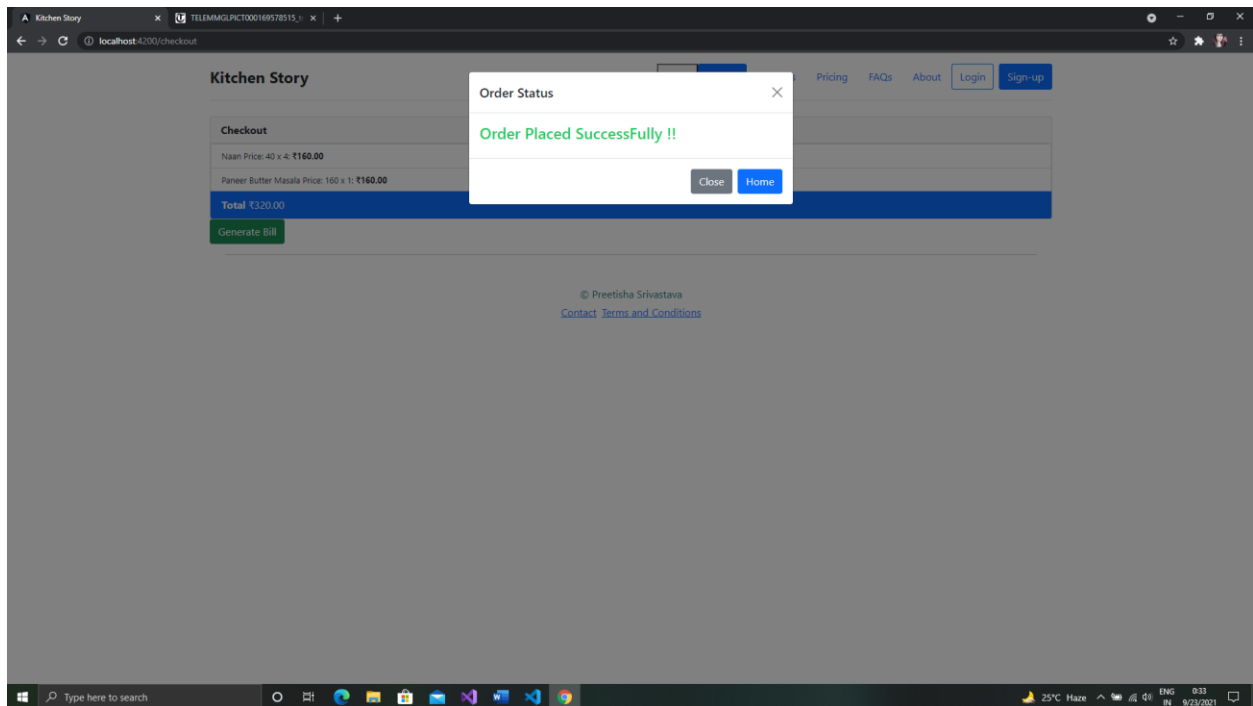 Kitchen Story
TELEMMGLPICT000169578515_
localhost:4200/checkout
Kitchen Story
Pricing FAQs About Login Sign-up
Order Status
Order Placed SuccessFully !!
Close Home
Checkout
Naan Price: 40 x 4: ₹160.00
Paneer Butter Masala Price: 160 x 1: ₹160.00
Total ₹320.00
Generate Bill
© Preetisha Srivastava
Contact Terms and Conditions
Type here to search
25°C Haze
ENG
IN
0:33
9/23/2021